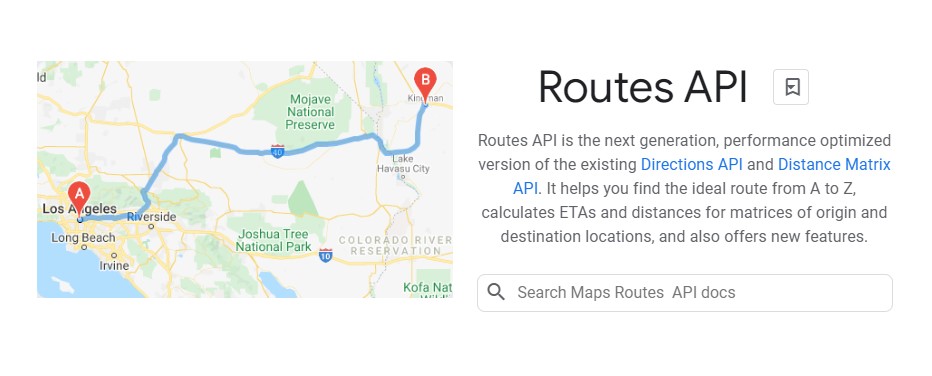 ld
Mojave
National
Preserve
B
40
Lake
Havasu City
A
Los Angeles
Riverside
Long Beach
Irvine
Joshua Tree
National Park
10
COLORADO RIVER
RESERVATION
Kofa Nat
Routes API
Routes API is the next generation, performance optimized
version of the existing Directions API and Distance Matrix
API. It helps you find the ideal route from A to Z,
calculates ETAs and distances for matrices of origin and
destination locations, and also offers new features.
Search Maps Routes API docs